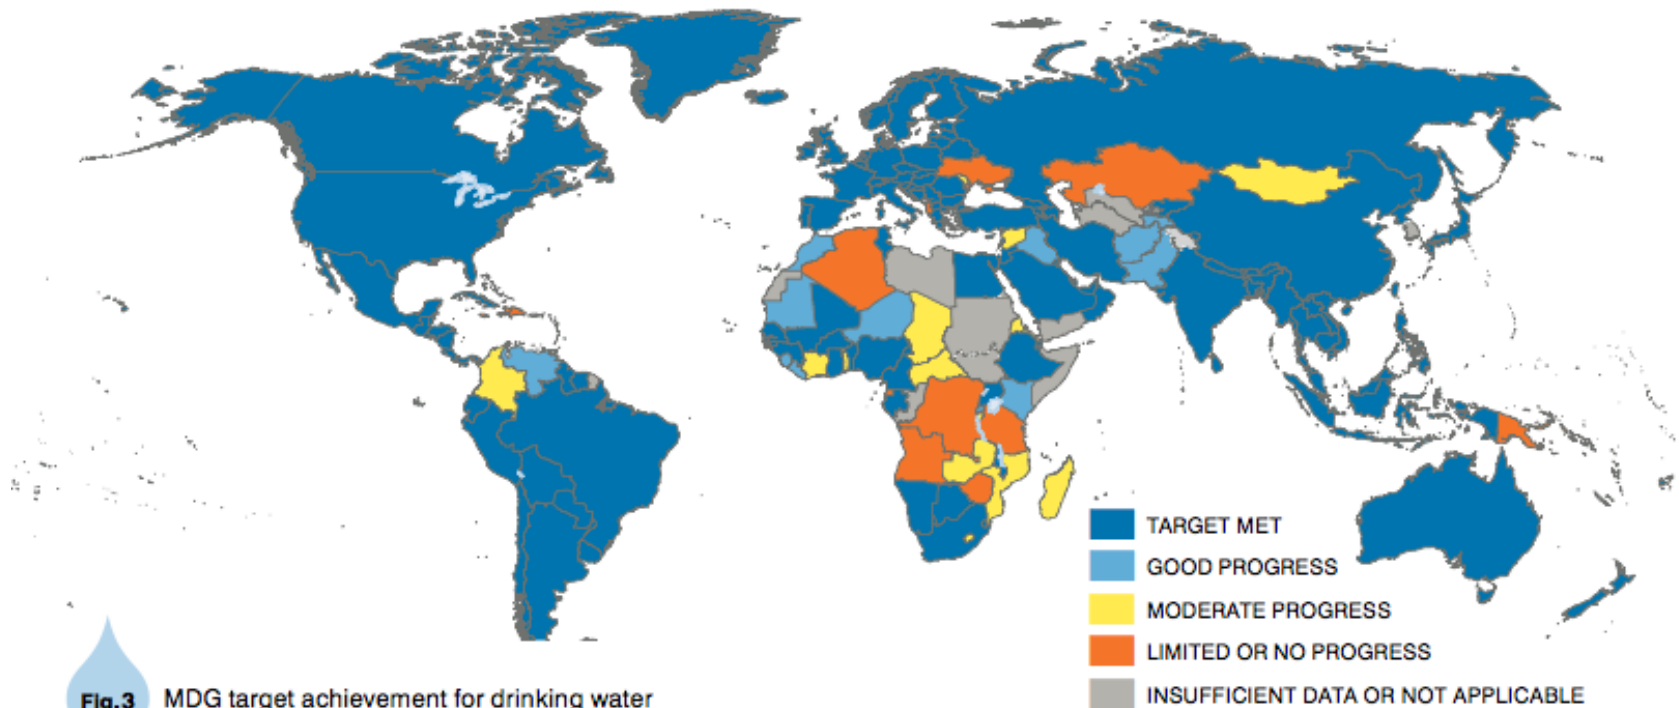 TARGET MET
GOOD PROGRESS
MODERATE PROGRESS
LIMITED OR NO PROGRESS
INSUFFICIENT DATA OR NOT APPLICABLE
Fig.3 MDG target achievement for drinking water